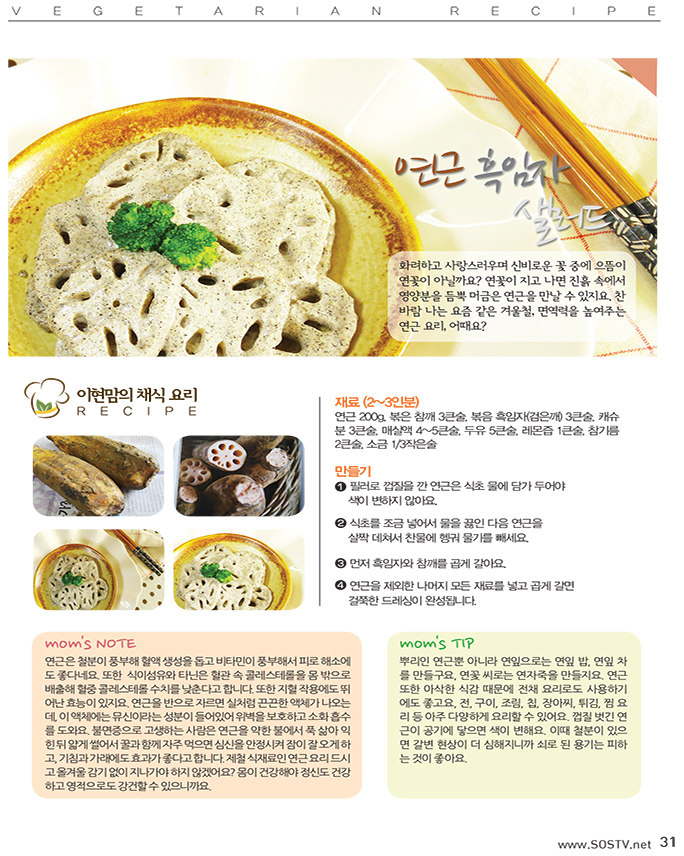 VEGETARIAN RECIPE
연근 흑임자
샐러드
화려하고 사랑스러우며 신비로운 꽃 중에 으뜸이
연꽃이 아닐까요? 연꽃이 지고 나면 진흙 속에서
영양분을 듬뿍 머금은 연근을 만날 수 있지요. 찬
바람 나는 요즘 같은 겨울철, 면역력을 높여주는
연근 요리, 어때요?
이현맘의 채식 요리
RECIPE
재료 (2~3인분)
연근 200g, 볶은 참깨 3큰술, 볶음 흑임자(검은깨) 3큰술, 캐슈
분 3큰술, 매실액 4~5큰술, 두유 5큰술, 레몬즙 1큰술, 참기름
2큰술, 소금 1/3작은술
만들기
❶ 필러로 껍질을 깐 연근은 식초 물에 담가 두어야
색이 변하지 않아요.
❷ 식초를 조금 넣어서 물을 끓인 다음 연근을
살짝 데쳐서 찬물에 헹궈 물기를 빼세요.
❸ 먼저 흑임자와 참깨를 곱게 갈아요.
❹ 연근을 제외한 나머지 모든 재료를 넣고 곱게 갈면
걸쭉한 드레싱이 완성됩니다.
mom's NOTE
연근은 철분이 풍부해 혈액 생성을 돕고 비타민이 풍부해서 피로 해소에
도 좋다네요. 또한 식이섬유와 타닌은 혈관 속 콜레스테롤을 몸 밖으로
배출해 혈중 콜레스테롤 수치를 낮춘다고 합니다. 또한 지혈 작용에도 뛰
어난 효능이 있지요. 연근을 반으로 자르면 실처럼 끈끈한 액체가 나오는
데, 이 액체에는 뮤신이라는 성분이 들어있어 위벽을 보호하고 소화 흡수
를 도와요. 불면증으로 고생하는 사람은 연근을 약한 불에서 푹 삶아 익
힌 뒤 얇게 썰어서 꿀과 함께 자주 먹으면 심신을 안정시켜 잠이 잘 오게 하
고, 기침과 가래에도 효과가 좋다고 합니다. 제철 식재료인 연근 요리 드시
고 올겨울 감기 없이 지나가야 하지 않겠어요? 몸이 건강해야 정신도 건강
하고 영적으로도 강건할 수 있으니까요.
mom's TIP
뿌리인 연근뿐 아니라 연잎으로는 연잎 밥, 연잎 차
를 만들구요, 연꽃 씨로는 연자죽을 만들지요. 연근
또한 아삭한 식감 때문에 전채 요리로도 사용하기
에도 좋고요, 전, 구이, 조림, 칩, 장아찌, 튀김, 찜 요
리 등 아주 다양하게 요리할 수 있어요. 껍질 벗긴 연
근이 공기에 닿으면 색이 변해요. 이때 철분이 있으
면 갈변 현상이 더 심해지니까 쇠로 된 용기는 피하
는 것이 좋아요.
www.SOSTV.net 31